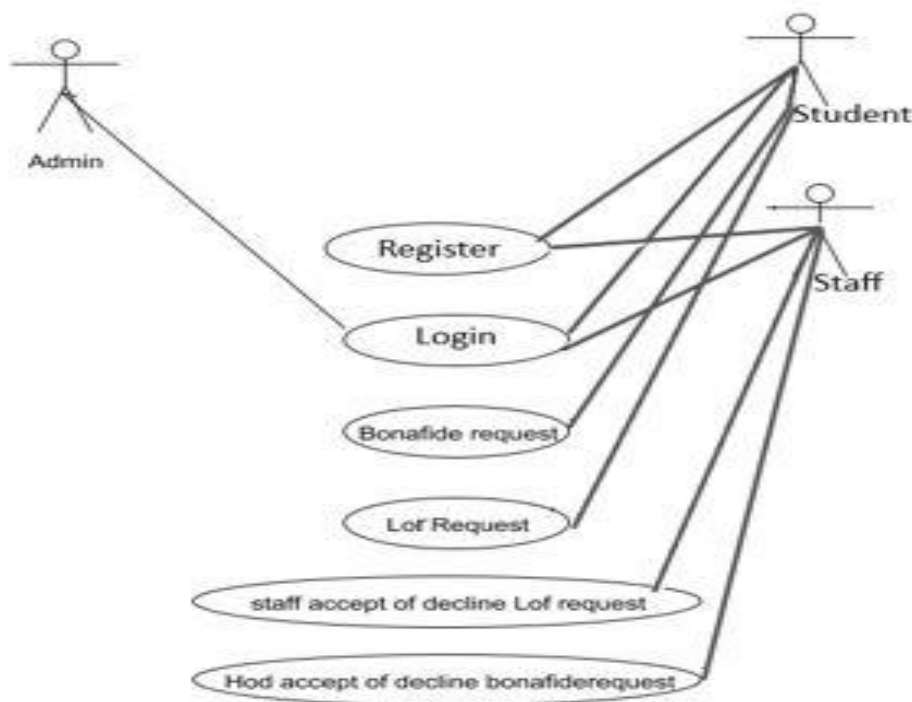 Student
Admin
Staff
Register
Login
Bonafide request
Lof Request
staff accept of decline Lof request
Hod accept of decline bonafiderequest